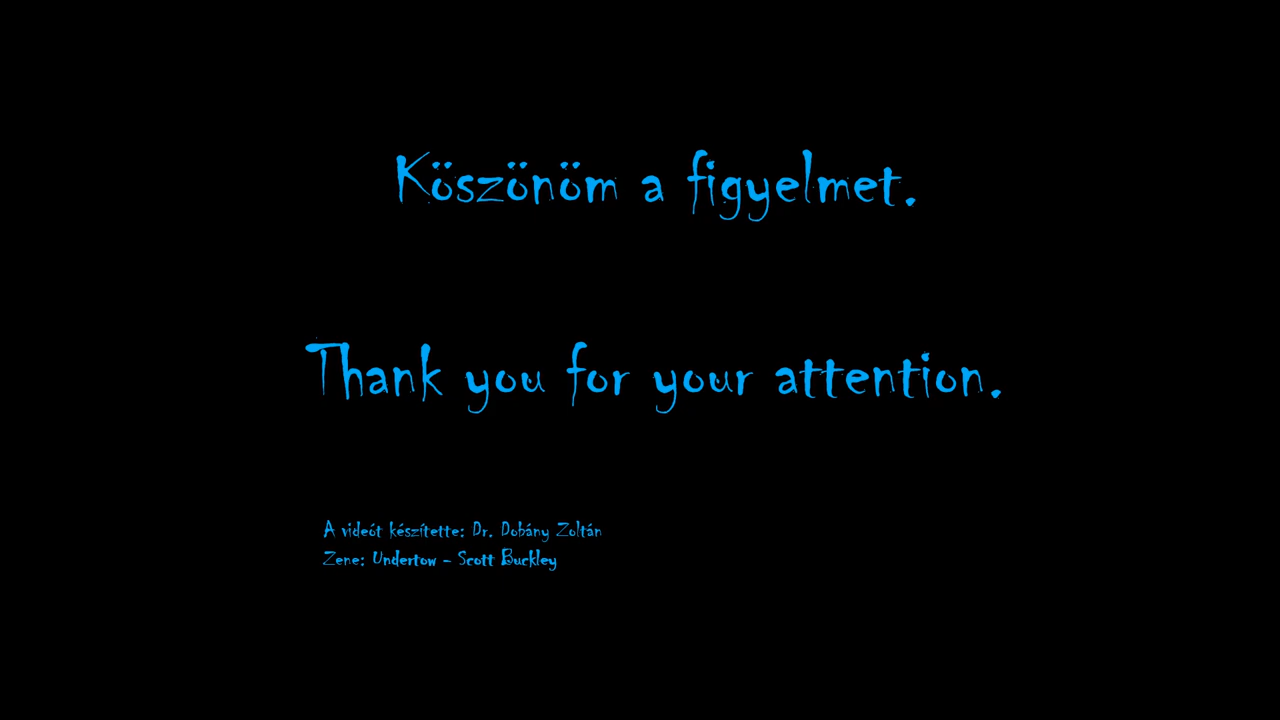 Köszönöm a figyelmet.
Thank you for your attention.
A videót készítette: Dr. Dobány Zoltán
Zene: Undertow - Scott Buckley